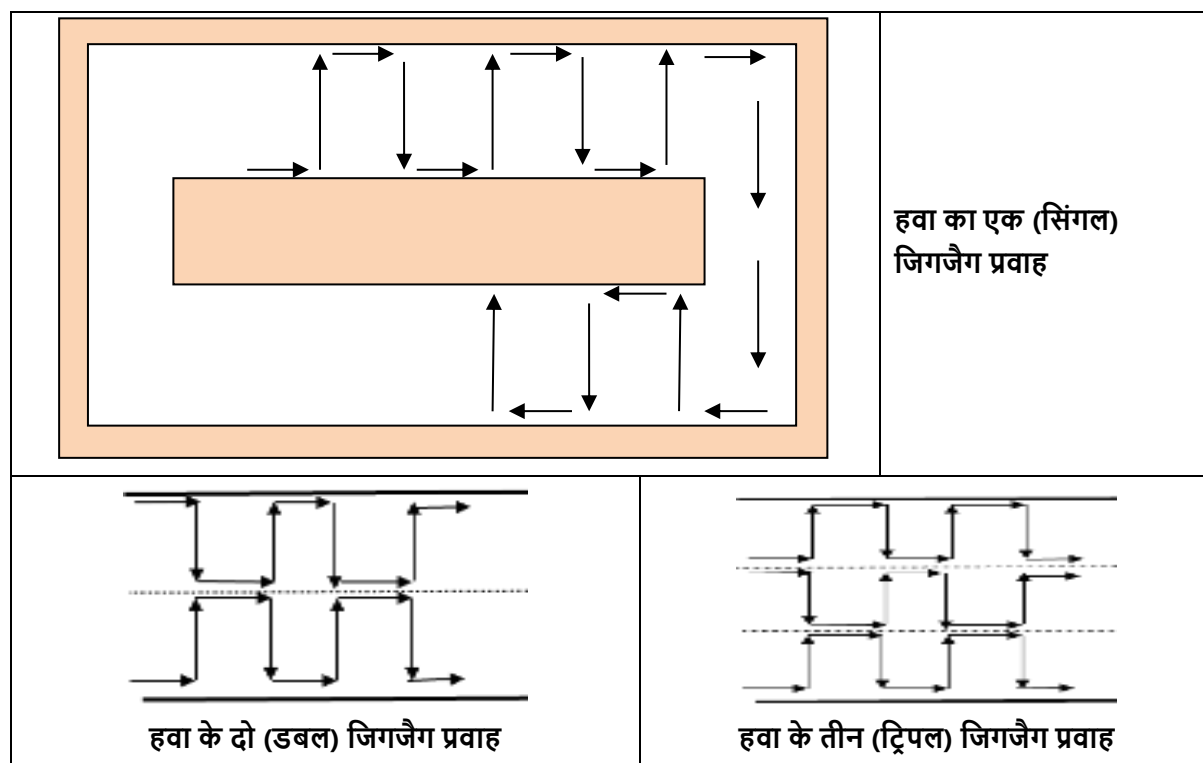 हवा का एक (सिंगल)
जिगजैग प्रवाह
हवा के दो (डबल) जिगजैग प्रवाह
हवा के तीन (ट्रिपल) जिगजैग प्रवाह